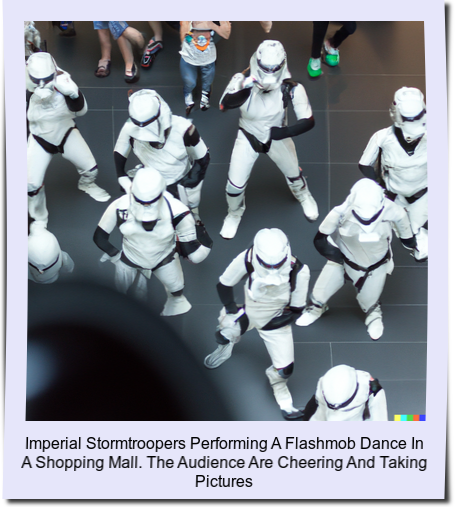 Imperial Stormtroopers Performing A Flashmob Dance In
A Shopping Mall. The Audience Are Cheering And Taking
Pictures